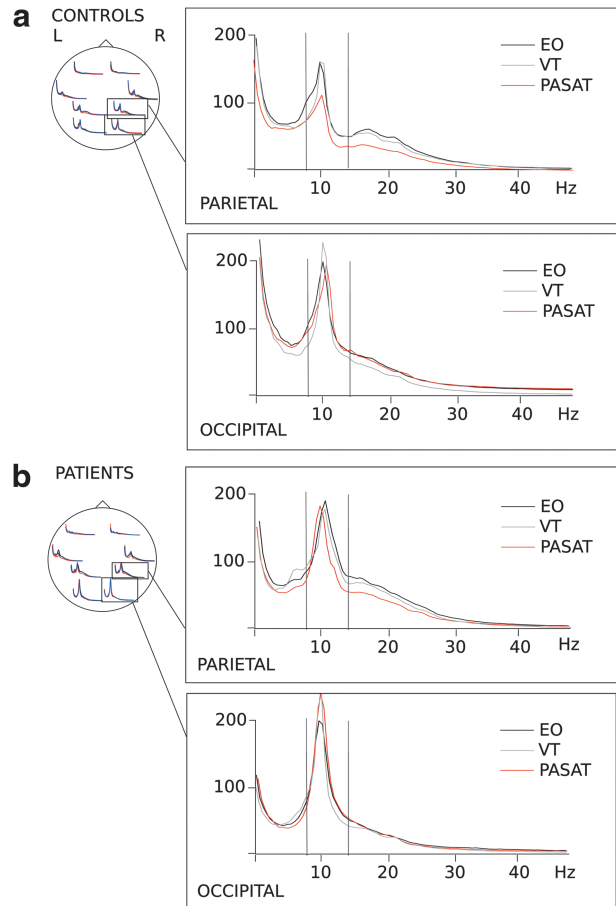 a
CONTROLS
L R
EO
VT
PASAT
200
100
10 20 30 40 Hz
PARIETAL
EO
VT
PASAT
200
100
10 20 30 40 Hz
OCCIPITAL
b
PATIENTS
EO
VT
PASAT
200
100
10 20 30 40 Hz
PARIETAL
EO
VT
PASAT
200
100
10 20 30 40 Hz
OCCIPITAL